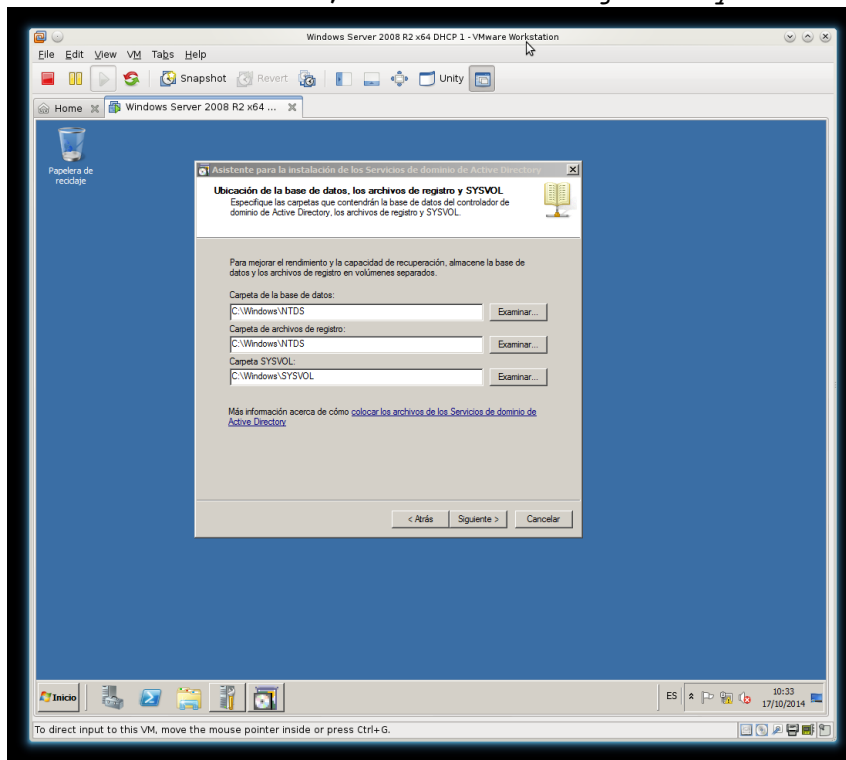 Windows Server 2008 R2 x64 DHCP 1 - VMware Workstation
File Edit View VM Tabs Help
Snapshot Revert Unity
Home Windows Server 2008 R2 x64 ...
Papelera de
reciclaje
Asistente para la instalación de los Servicios de dominio de Active Directory
Ubicación de la base de datos, los archivos de registro y SYSVOL
Especifique las carpetas que contendrán la base de datos del controlador de
dominio de Active Directory, los archivos de registro y SYSVOL.
Para mejorar el rendimiento y la capacidad de recuperación, almacene la base de
datos y los archivos de registro en volúmenes separados.
Carpeta de la base de datos:
C:\Windows\NTDS Examinar...
Carpeta de archivos de registro:
C:\Windows\NTDS Examinar...
Carpeta SYSVOL:
C:\Windows\SYSVOL Examinar...
Más información acerca de cómo colocar los archivos de los Servicios de dominio de
Active Directory
< Atrás Siguiente > Cancelar
Inicio ES 10:33
17/10/2014
To direct input to this VM, move the mouse pointer inside or press Ctrl+G.